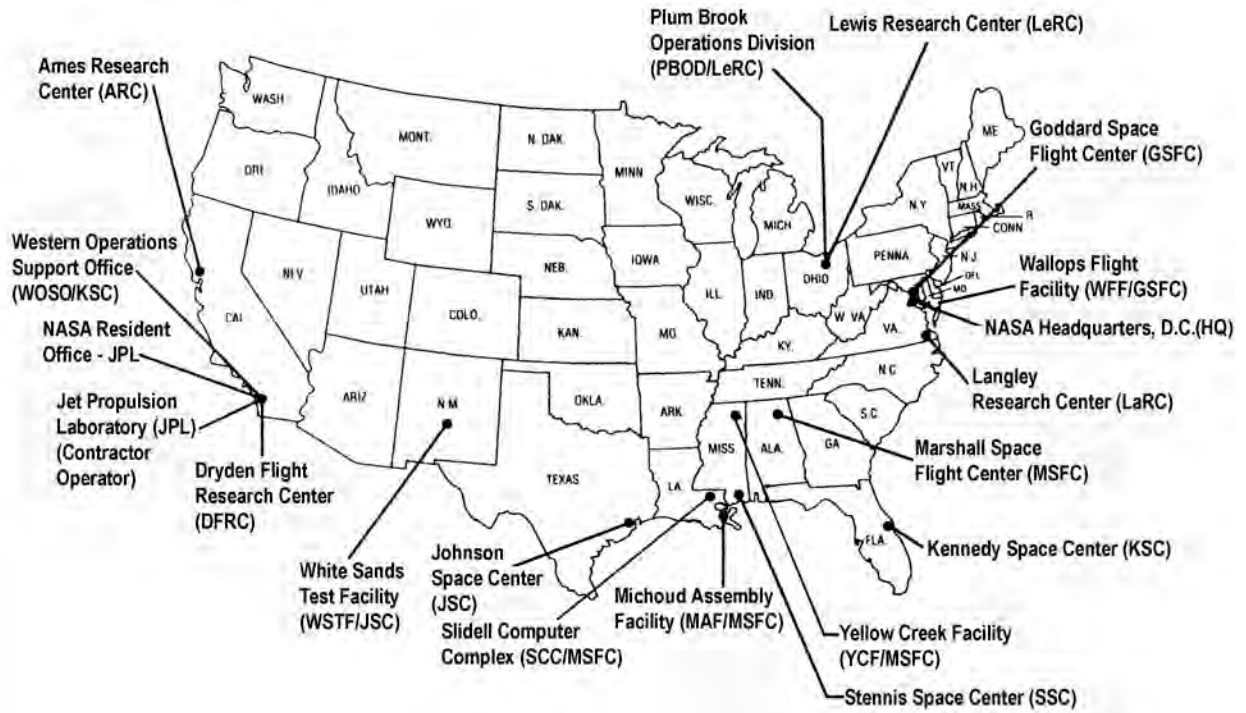 Plum Brook
Operations Division
(PBOD/LeRC)
Lewis Research Center (LeRC)
Ames Research
Center (ARC)
Goddard Space
Flight Center (GSFC)
Western Operations
Support Office
(WOSO/KSC)
NASA Resident
Office - JPL
Jet Propulsion
Laboratory (JPL)
(Contractor
Operator)
Dryden Flight
Research Center
(DFRC)
White Sands
Test Facility
(WSTF/JSC)
Johnson
Space Center
(JSC)
Slidell Computer
Complex (SCC/MSFC)
Michoud Assembly
Facility (MAF/MSFC)
Wallops Flight
Facility (WFF/GSFC)
NASA Headquarters, D.C.(HQ)
Langley
Research Center (LaRC)
Marshall Space
Flight Center (MSFC)
Kennedy Space Center (KSC)
Yellow Creek Facility
(YCF/MSFC)
Stennis Space Center (SSC)
WASH
MONT.
N. DAK.
MINN
ME
ORE
IDAHO
WYO.
S. DAK.
WISC.
MICH
N.Y
VT
N.H
MASS
R
CONN
N.J.
DEL
MD
PENNA
NEV
UTAH
COLO.
NEB.
IOWA
ILL.
IND.
OHIO
W VA
VA.
CAL
KAN.
MO.
KY.
N C
ARIZ
N M
OKLA.
ARK.
TENN.
S.C.
TEXAS
LA.
MISS.
ALA.
GA
FLA.